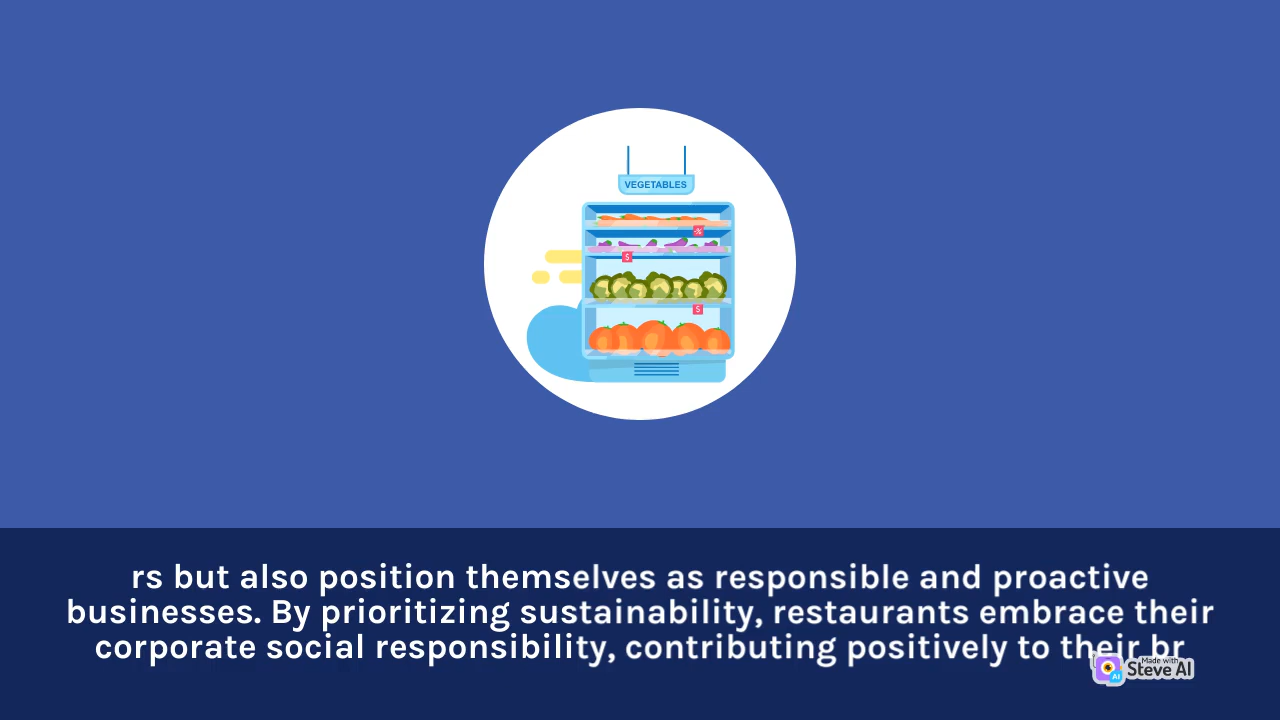 VEGETABLES
%
$
$
rs but also position themselves as responsible and proactive
businesses. By prioritizing sustainability, restaurants embrace their
corporate social responsibility, contributing positively to their br
Made with
Steve AI
AI